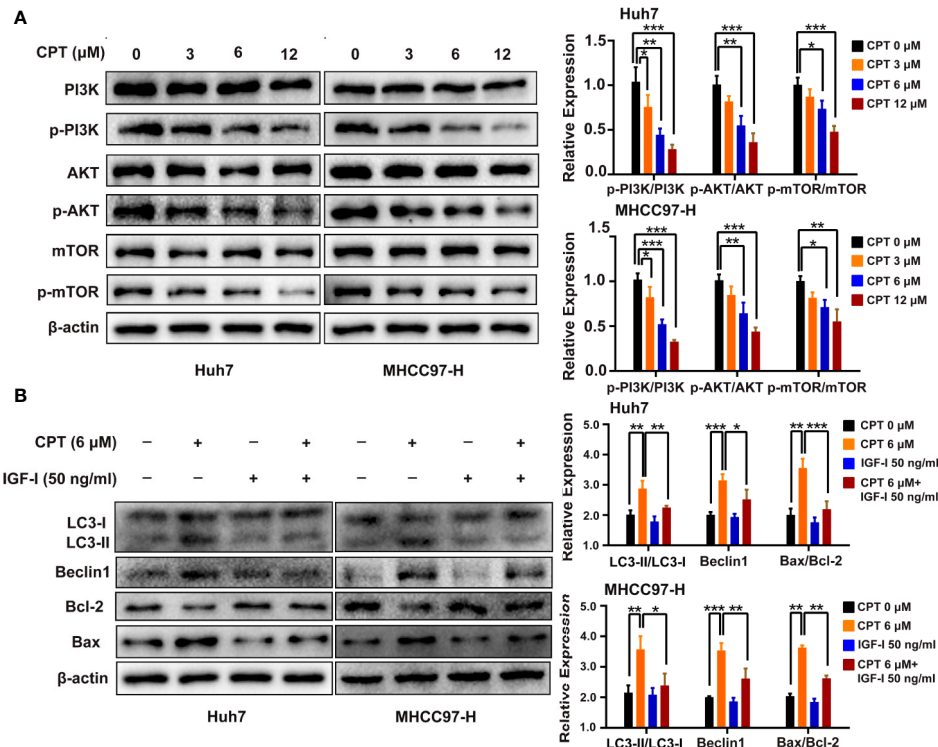 A
CPT (µM) 0 3 6 12 0 3 6 12
PI3K
p-PI3K
AKT
p-AKT
mTOR
p-mTOR
β-actin
Huh7 MHCC97-H
Huh7
Relative Expression
1.5
1.0
0.5
0.0
*** ** * *** ** *** *
p-PI3K/PI3K p-AKT/AKT p-mTOR/mTOR
CPT 0 µM
CPT 3 µM
CPT 6 µM
CPT 12 µM
MHCC97-H
Relative Expression
1.5
1.0
0.5
0.0
*** *** * *** ** ** *
p-PI3K/PI3K p-AKT/AKT p-mTOR/mTOR
CPT 0 µM
CPT 3 µM
CPT 6 µM
CPT 12 µM
B
CPT (6 µM) – + – + – + – +
IGF-I (50 ng/ml) – – + + – – + +
LC3-I
LC3-II
Beclin1
Bcl-2
Bax
β-actin
Huh7 MHCC97-H
Huh7
Relative Expression
5.0
4.0
3.0
2.0
1.0
** ** *** * ** ***
LC3-II/LC3-I Beclin1 Bax/Bcl-2
CPT 0 µM
CPT 6 µM
IGF-I 50 ng/ml
CPT 6 µM+
IGF-I 50 ng/ml
MHCC97-H
Relative Expression
5.0
4.0
3.0
2.0
1.0
** * *** ** ** **
LC3-II/LC3-I Beclin1 Bax/Bcl-2
CPT 0 µM
CPT 6 µM
IGF-I 50 ng/ml
CPT 6 µM+
IGF-I 50 ng/ml